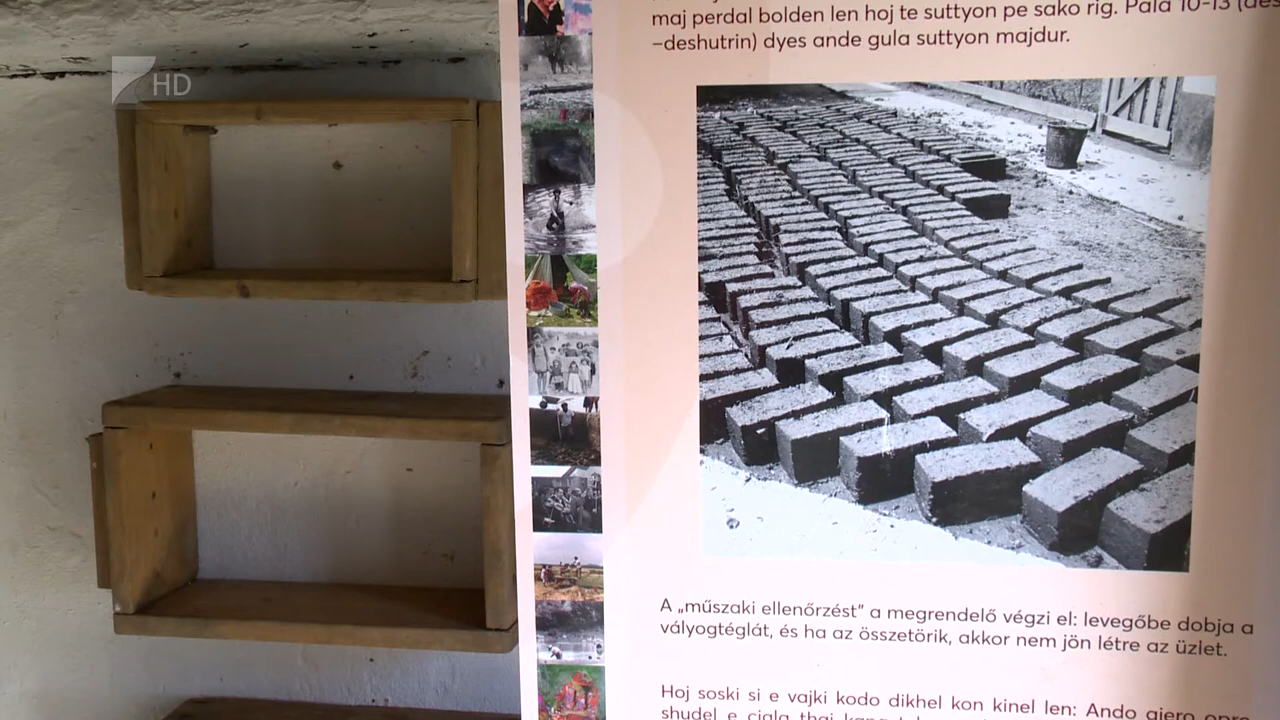 HD
maj perdal bolden len hoj te suttyon pe sako rig. Pala 10-13
–deshutrin) dyes ande gula suttyon majdur.
A „műszaki ellenőrzést” a megrendelő végzi el: levegőbe dobja a
vályogtéglát, és ha az összetörik, akkor nem jön létre az üzlet.
Hoj soski si e vajki kodo dikhel kon kinel len: Ando
shudel e cigla thaj